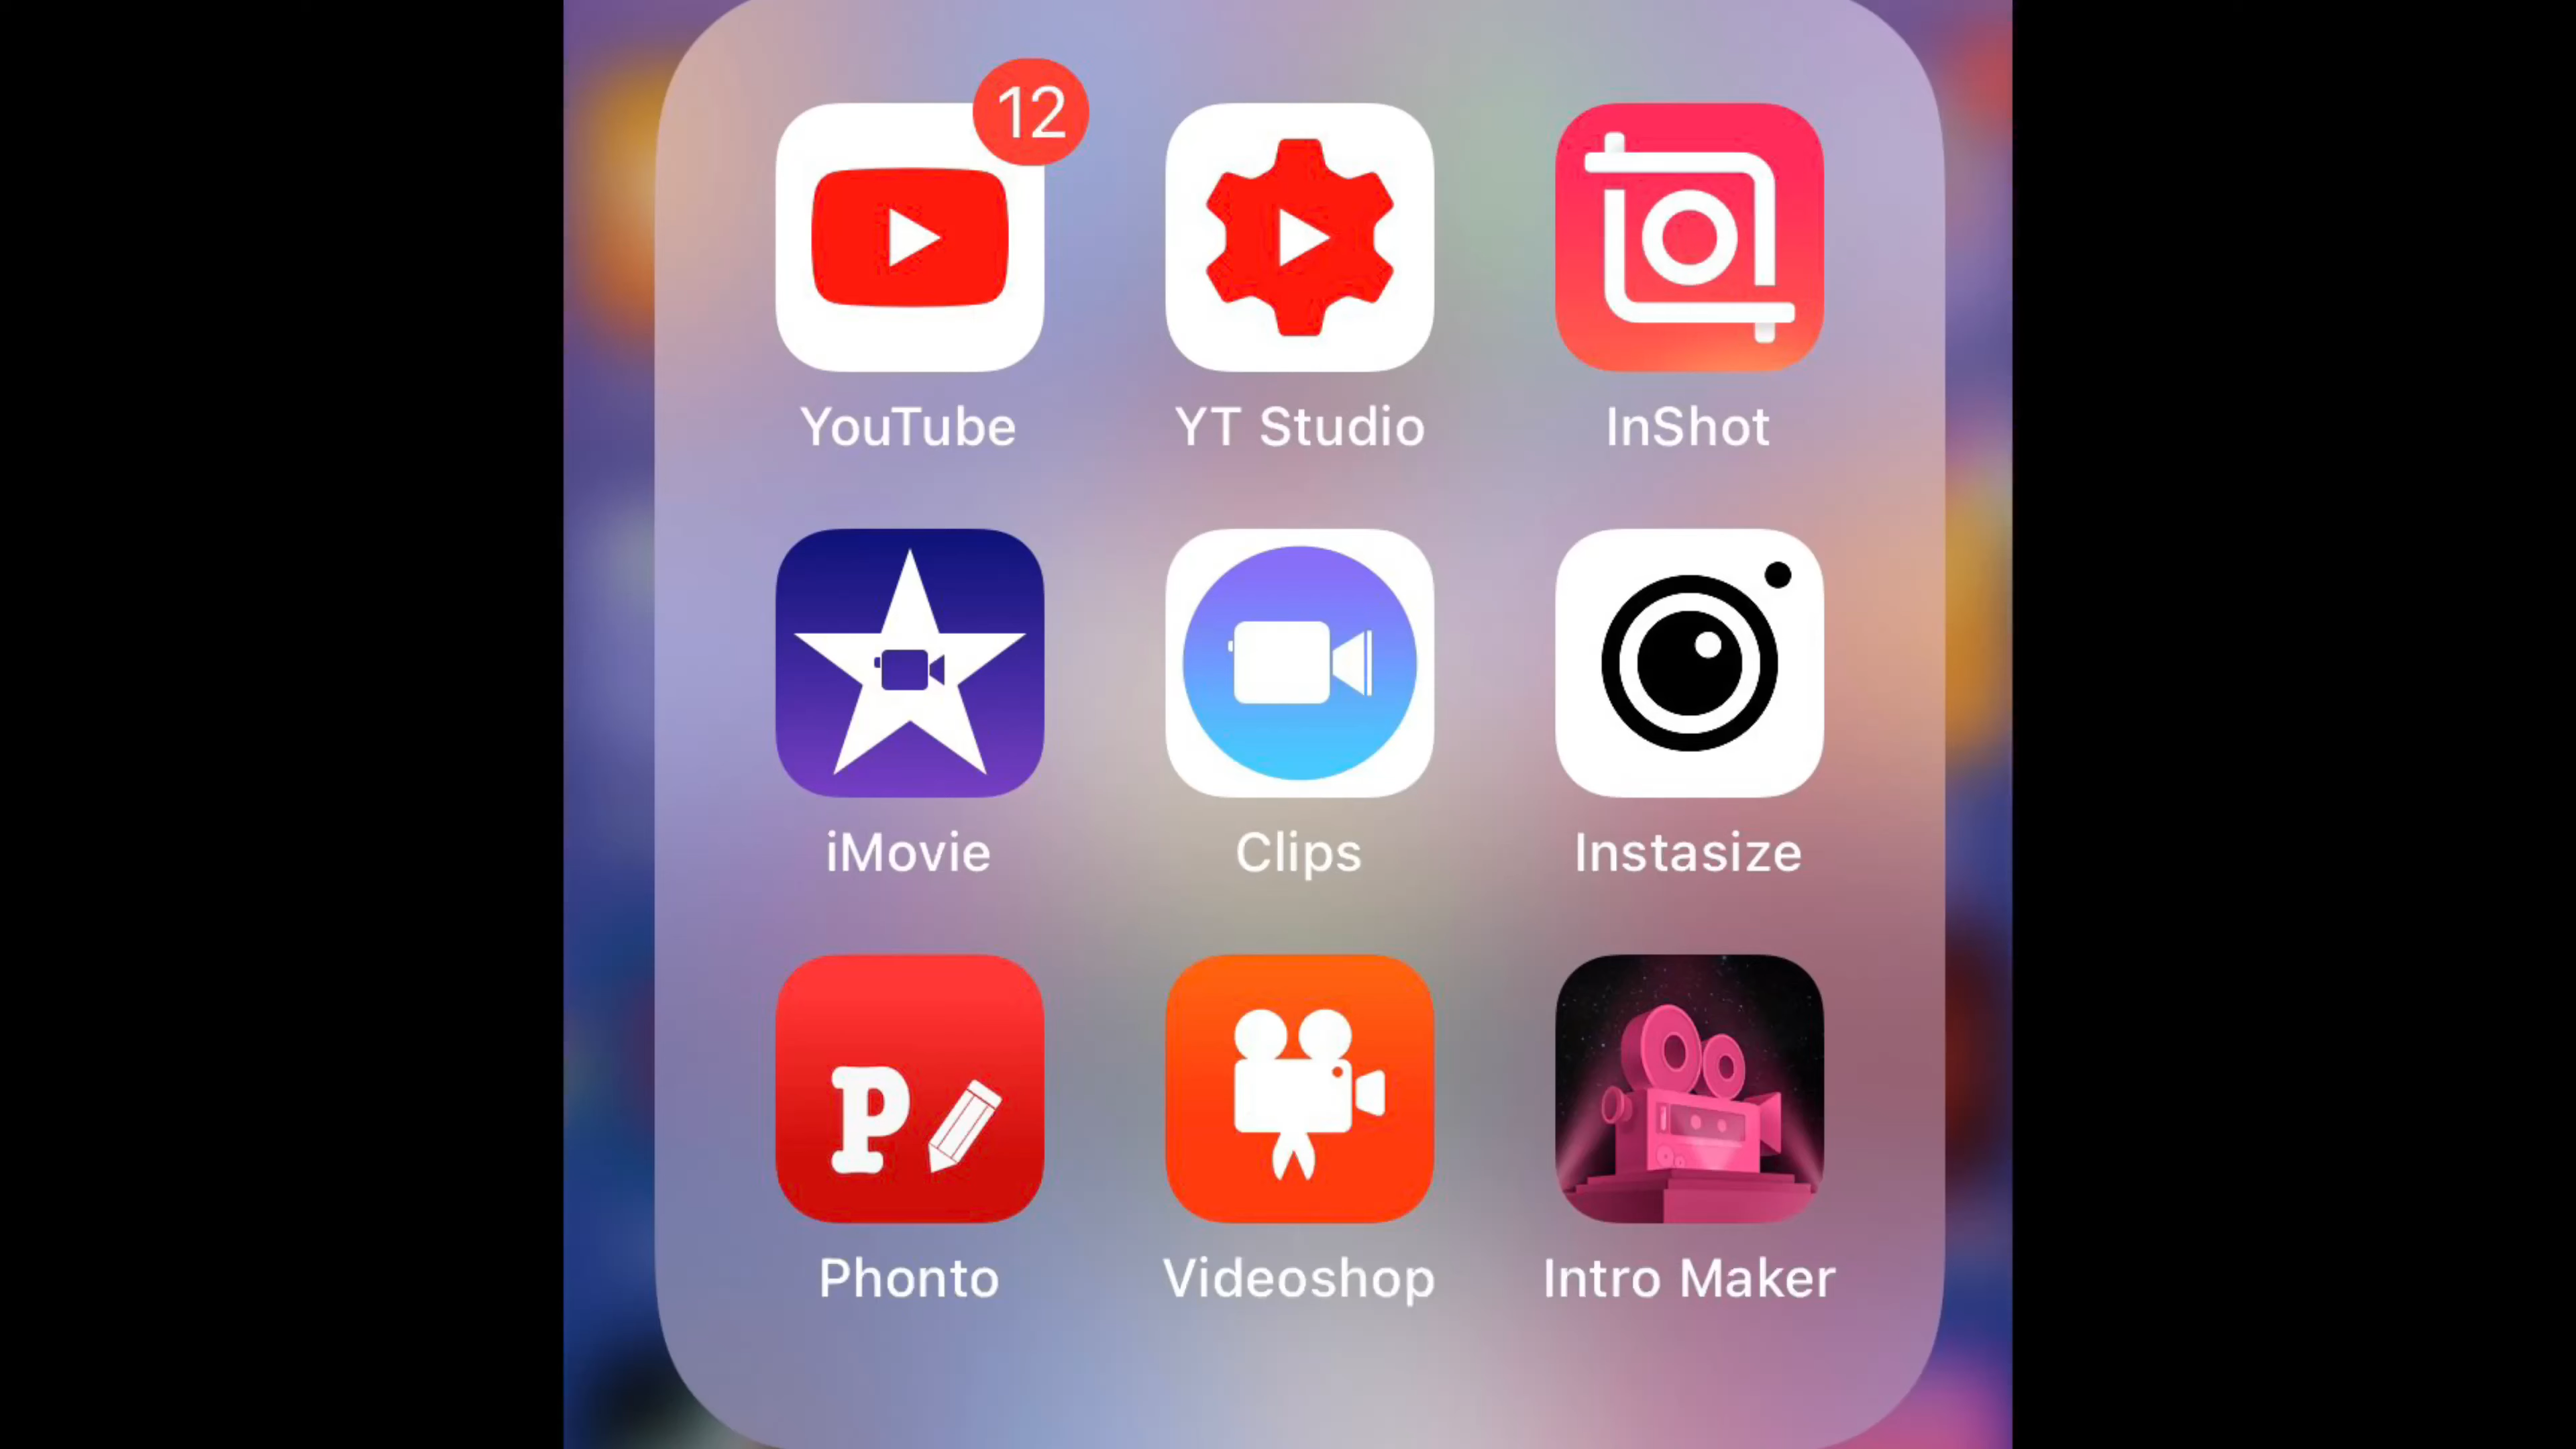 12
YouTube
YT Studio
InShot
iMovie
Clips
Instasize
P
Phonto
Videoshop
Intro Maker